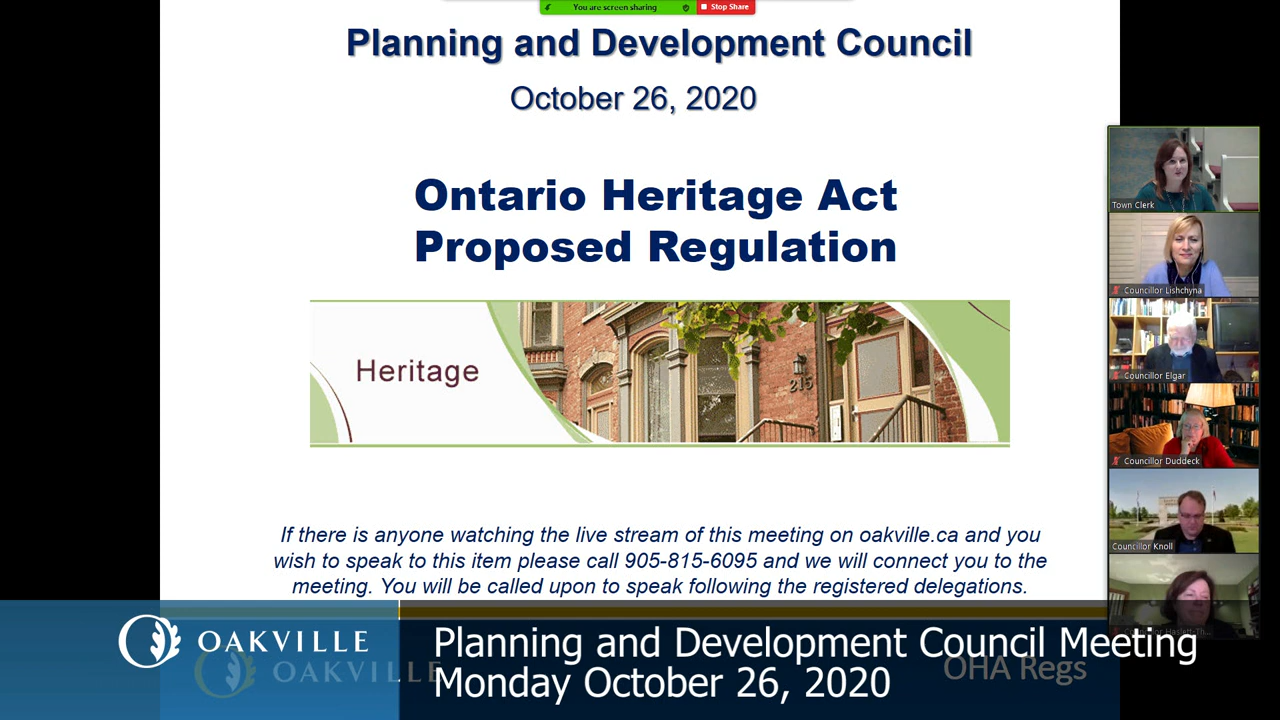 You are screen sharing
Stop Share
Planning and Development Council
October 26, 2020
Ontario Heritage Act
Proposed Regulation
Heritage
215
If there is anyone watching the live stream of this meeting on oakville.ca and you
wish to speak to this item please call 905-815-6095 and we will connect you to the
meeting. You will be called upon to speak following the registered delegations.
Town Clerk
Councillor Lishchyna
Councillor Elgar
Councillor Duddeck
Councillor Knoll
OAKVILLE
OAKVILLE
Planning and Development Council Meeting
Monday October 26, 2020
OHA Regs